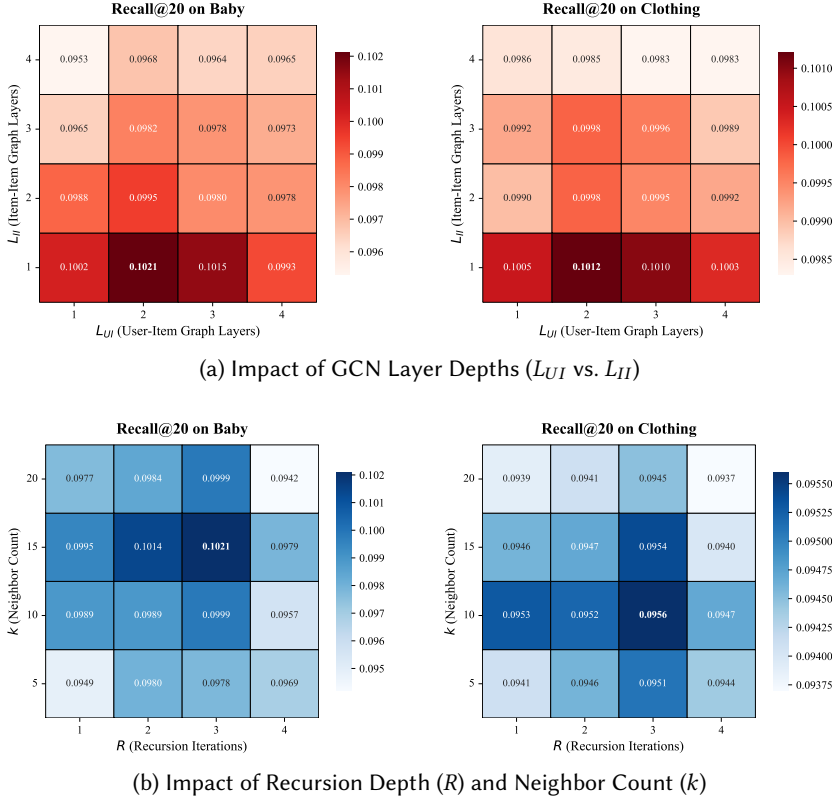 Recall@20 on Baby
4
3
2
1
L_II (Item-Item Graph Layers)
0.0953 0.0968 0.0964 0.0965
0.0965 0.0982 0.0978 0.0973
0.0988 0.0995 0.0980 0.0978
0.1002 0.1021 0.1015 0.0993
1 2 3 4
L_UI (User-Item Graph Layers)
0.102
0.101
0.100
0.099
0.098
0.097
0.096
Recall@20 on Clothing
4
3
2
1
L_II (Item-Item Graph Layers)
0.0986 0.0985 0.0983 0.0983
0.0992 0.0998 0.0996 0.0989
0.0990 0.0998 0.0995 0.0992
0.1005 0.1012 0.1010 0.1003
1 2 3 4
L_UI (User-Item Graph Layers)
0.1010
0.1005
0.1000
0.0995
0.0990
0.0985
(a) Impact of GCN Layer Depths (L_UI vs. L_II)
Recall@20 on Baby
20
15
10
5
k (Neighbor Count)
0.0977 0.0984 0.0999 0.0942
0.0995 0.1014 0.1021 0.0979
0.0989 0.0989 0.0999 0.0957
0.0949 0.0980 0.0978 0.0969
1 2 3 4
R (Recursion Iterations)
0.102
0.101
0.100
0.099
0.098
0.097
0.096
0.095
Recall@20 on Clothing
20
15
10
5
k (Neighbor Count)
0.0939 0.0941 0.0945 0.0937
0.0946 0.0947 0.0954 0.0940
0.0953 0.0952 0.0956 0.0947
0.0941 0.0946 0.0951 0.0944
1 2 3 4
R (Recursion Iterations)
0.09550
0.09525
0.09500
0.09475
0.09450
0.09425
0.09400
0.09375
(b) Impact of Recursion Depth (R) and Neighbor Count (k)